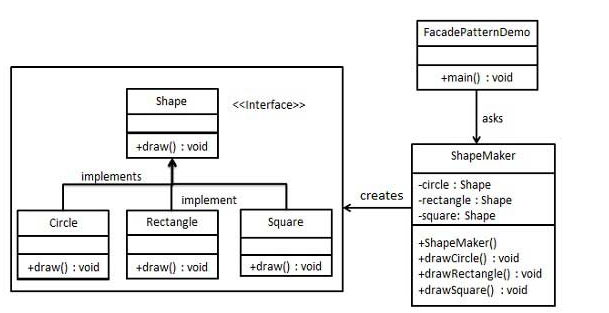 FacadePatternDemo
+main() : void
asks
Shape
<<Interface>>
+draw() : void
implements
implement
Circle
+draw() : void
Rectangle
+draw() : void
Square
+draw() : void
creates
ShapeMaker
-circle : Shape
-rectangle : Shape
-square: Shape
+ShapeMaker()
+drawCircle() : void
+drawRectangle() : void
+drawSquare() : void